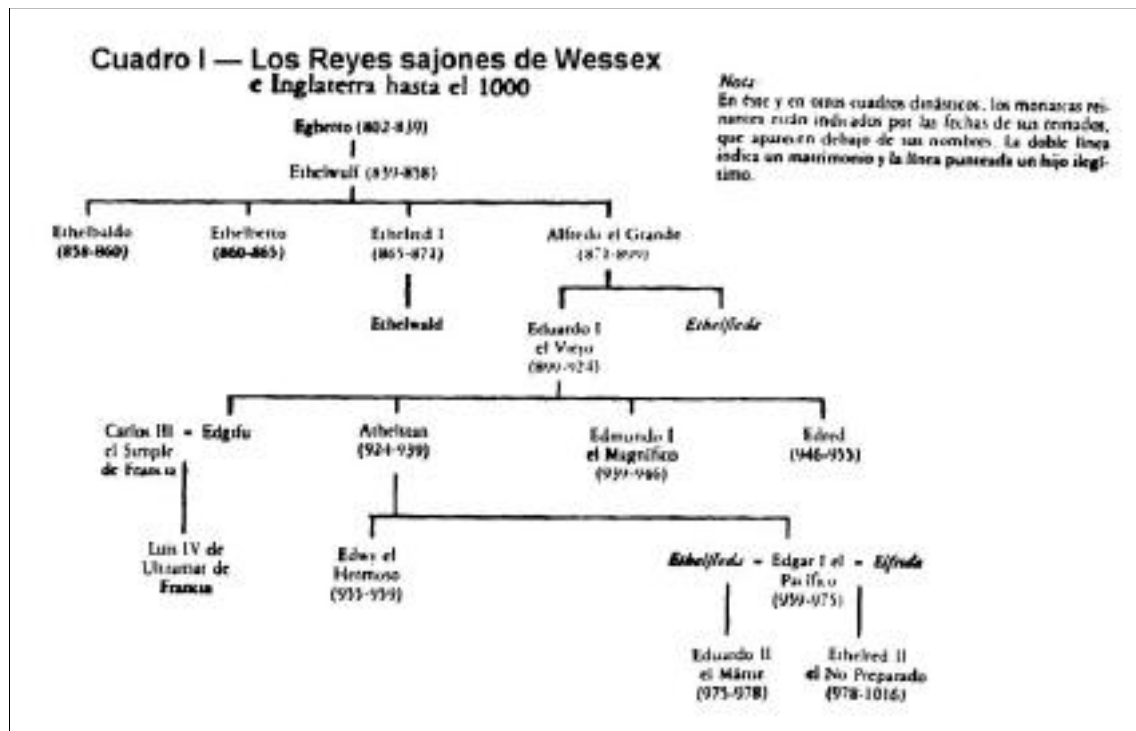 Cuadro I — Los Reyes sajones de Wessex
e Inglaterra hasta el 1000
Nota
En éste y en otros cuadros dinásticos, los monarcas rei-
nantes están indicados por las fechas de sus reinados,
que aparecen debajo de sus nombres. La doble línea
indica un matrimonio y la línea punteada un hijo ilegí-
timo.
Egberto (802-839)
Ethelwulf (839-858)
Ethelbaldo
(858-860)
Ethelberto
(860-865)
Ethelred I
(865-871)
Alfredo el Grande
(871-899)
Ethelwald
Eduardo I
el Viejo
(899-924)
Ethelfleda
Carlos III = Edgifu
el Simple
de Francia
Athelstan
(924-939)
Edmundo I
el Magnífico
(939-946)
Edred
(946-955)
Luis IV de
Ultramar de
Francia
Edwy el
Hermoso
(955-959)
Ethelfleda = Edgar I el = Elfreda
Pacífico
(959-975)
Eduardo II
el Mártir
(975-978)
Ethelred II
el No Preparado
(978-1016)